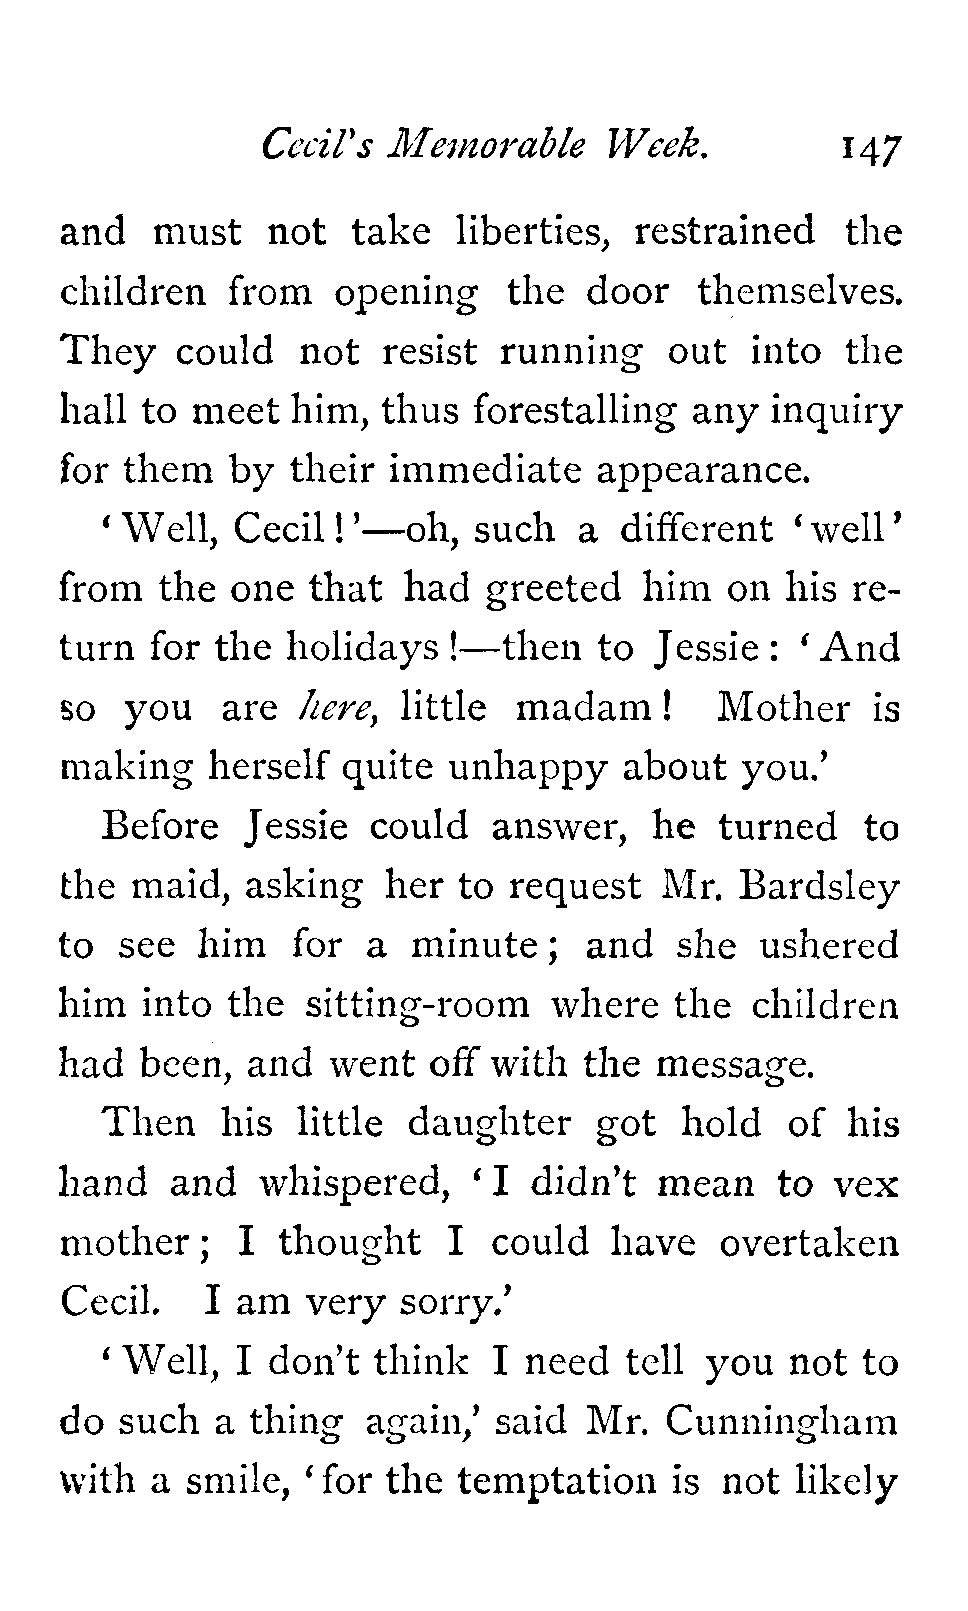 Cecil's Memorable Week. 147
and must not take liberties, restrained the
children from opening the door themselves.
They could not resist running out into the
hall to meet him, thus forestalling any inquiry
for them by their immediate appearance.
‘Well, Cecil!’—oh, such a different ‘well’
from the one that had greeted him on his re-
turn for the holidays!—then to Jessie: ‘And
so you are here, little madam! Mother is
making herself quite unhappy about you.’
Before Jessie could answer, he turned to
the maid, asking her to request Mr. Bardsley
to see him for a minute; and she ushered
him into the sitting-room where the children
had been, and went off with the message.
Then his little daughter got hold of his
hand and whispered, ‘I didn't mean to vex
mother; I thought I could have overtaken
Cecil. I am very sorry.’
‘Well, I don't think I need tell you not to
do such a thing again,’ said Mr. Cunningham
with a smile, ‘for the temptation is not likely